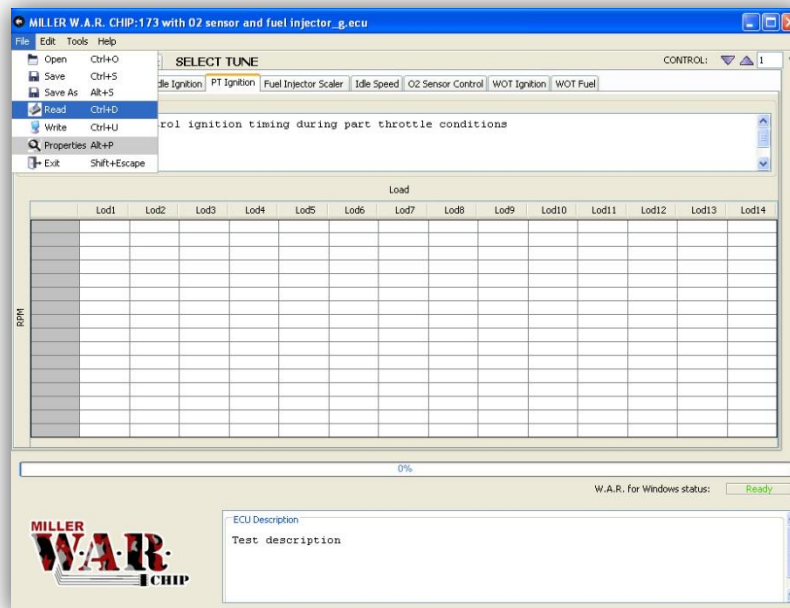 MILLER W.A.R. CHIP:173 with O2 sensor and fuel injector_g.ecu
File Edit Tools Help
Open Ctrl+O
Save Ctrl+S
Save As Alt+S
Read Ctrl+D
Write Ctrl+U
Properties Alt+P
Exit Shift+Escape
SELECT TUNE
CONTROL: 1
dle Ignition PT Ignition Fuel Injector Scaler Idle Speed O2 Sensor Control WOT Ignition WOT Fuel
rol ignition timing during part throttle conditions
Load
Lod1 Lod2 Lod3 Lod4 Lod5 Lod6 Lod7 Lod8 Lod9 Lod10 Lod11 Lod12 Lod13 Lod14
RPM
0%
W.A.R. for Windows status: Ready
MILLER
W.A.R.
CHIP
ECU Description
Test description